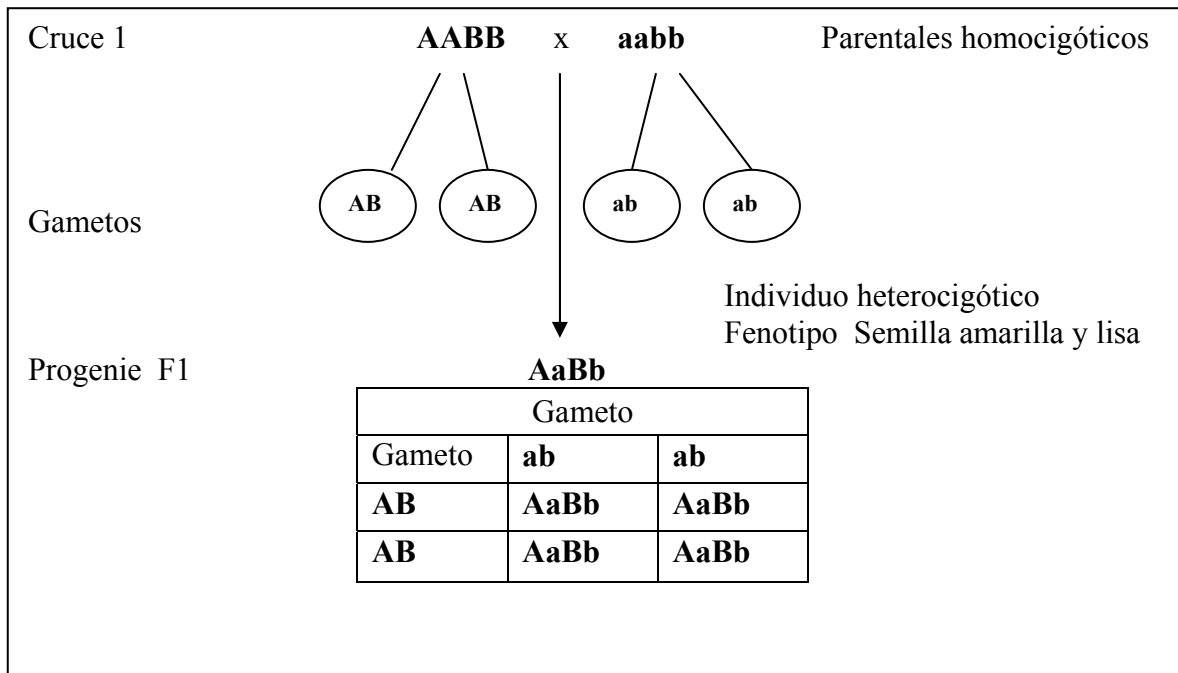 Cruce 1 AABB x aabb Parentales homocigóticos
AB AB ab ab
Gametos
Individuo heterocigótico
Fenotipo Semilla amarilla y lisa
Progenie F1 AaBb
Gameto
Gameto ab ab
AB AaBb AaBb
AB AaBb AaBb